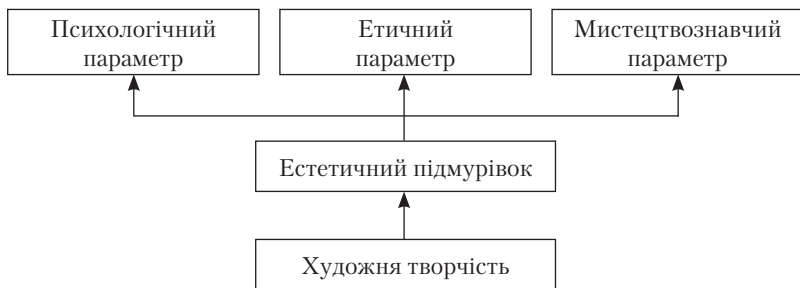 Психологічний
параметр
Етичний
параметр
Мистецтвознавчий
параметр
Естетичний підмурівок
Художня творчість